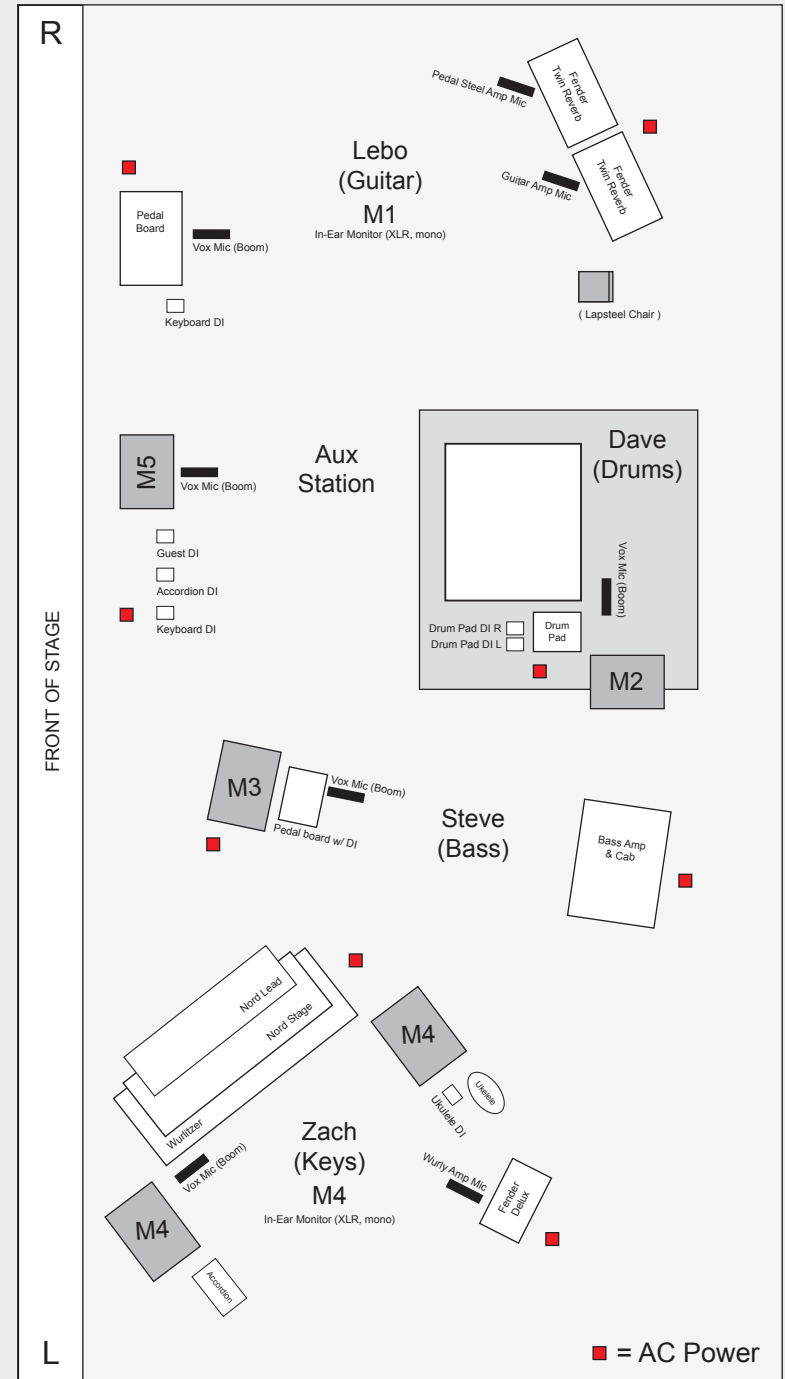 R
Pedal Steel Amp Mic
Fender
Twin Reverb
Lebo
(Guitar)
M1
In-Ear Monitor (XLR, mono)
Guitar Amp Mic
Fender
Twin Reverb
Pedal
Board
Vox Mic (Boom)
Keyboard DI
( Lapsteel Chair )
M5
Vox Mic (Boom)
Aux
Station
Dave
(Drums)
Guest DI
Accordion DI
Keyboard DI
Vox Mic (Boom)
Drum Pad DI R
Drum Pad DI L
Drum
Pad
M2
FRONT OF STAGE
M3
Vox Mic (Boom)
Pedal board w/ DI
Steve
(Bass)
Bass Amp
& Cab
Nord Lead
Nord Stage
Wurlitzer
M4
Ukelele
Ukulele DI
Vox Mic (Boom)
Zach
(Keys)
M4
In-Ear Monitor (XLR, mono)
Wurly Amp Mic
Fender
Delux
M4
Accordion
L
= AC Power